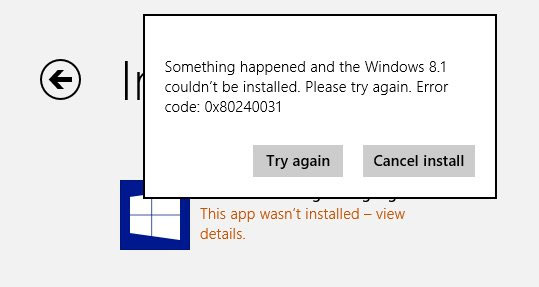 In
Something happened and the Windows 8.1
couldn't be installed. Please try again. Error
code: 0x80240031
Try again
Cancel install
This app wasn't installed – view
details.